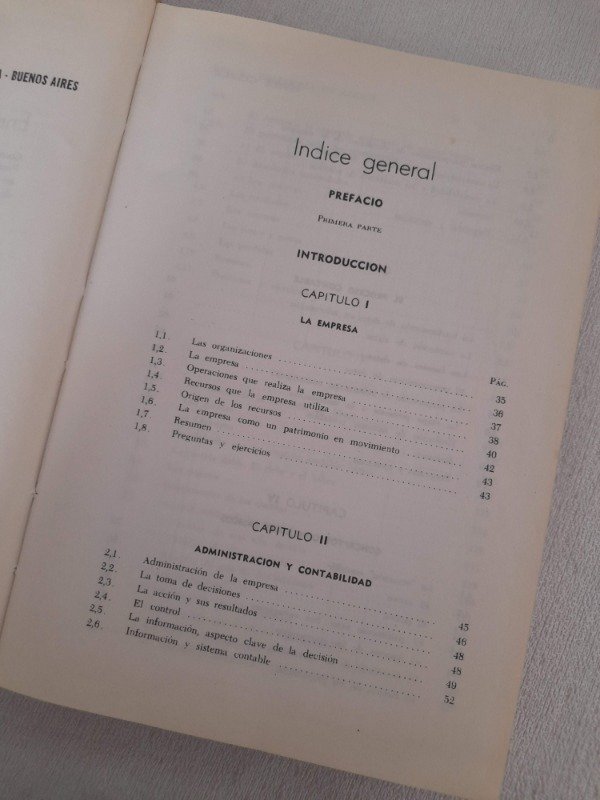 - BUENOS AIRES
Indice general
PREFACIO
PRIMERA PARTE
INTRODUCCION
CAPITULO I
LA EMPRESA
PÁG.
1,1. Las organizaciones 35
1,2. La empresa 36
1,3. Operaciones que realiza la empresa 37
1,4. Recursos que la empresa utiliza 38
1,5. Origen de los recursos 40
1,6. La empresa como un patrimonio en movimiento 42
1,7. Resumen 43
1,8. Preguntas y ejercicios 43
CAPITULO II
ADMINISTRACION Y CONTABILIDAD
2,1. Administración de la empresa 45
2,2. La toma de decisiones 46
2,3. La acción y sus resultados 48
2,4. El control 48
2,5. La información, aspecto clave de la decisión 49
2,6. Información y sistema contable 52